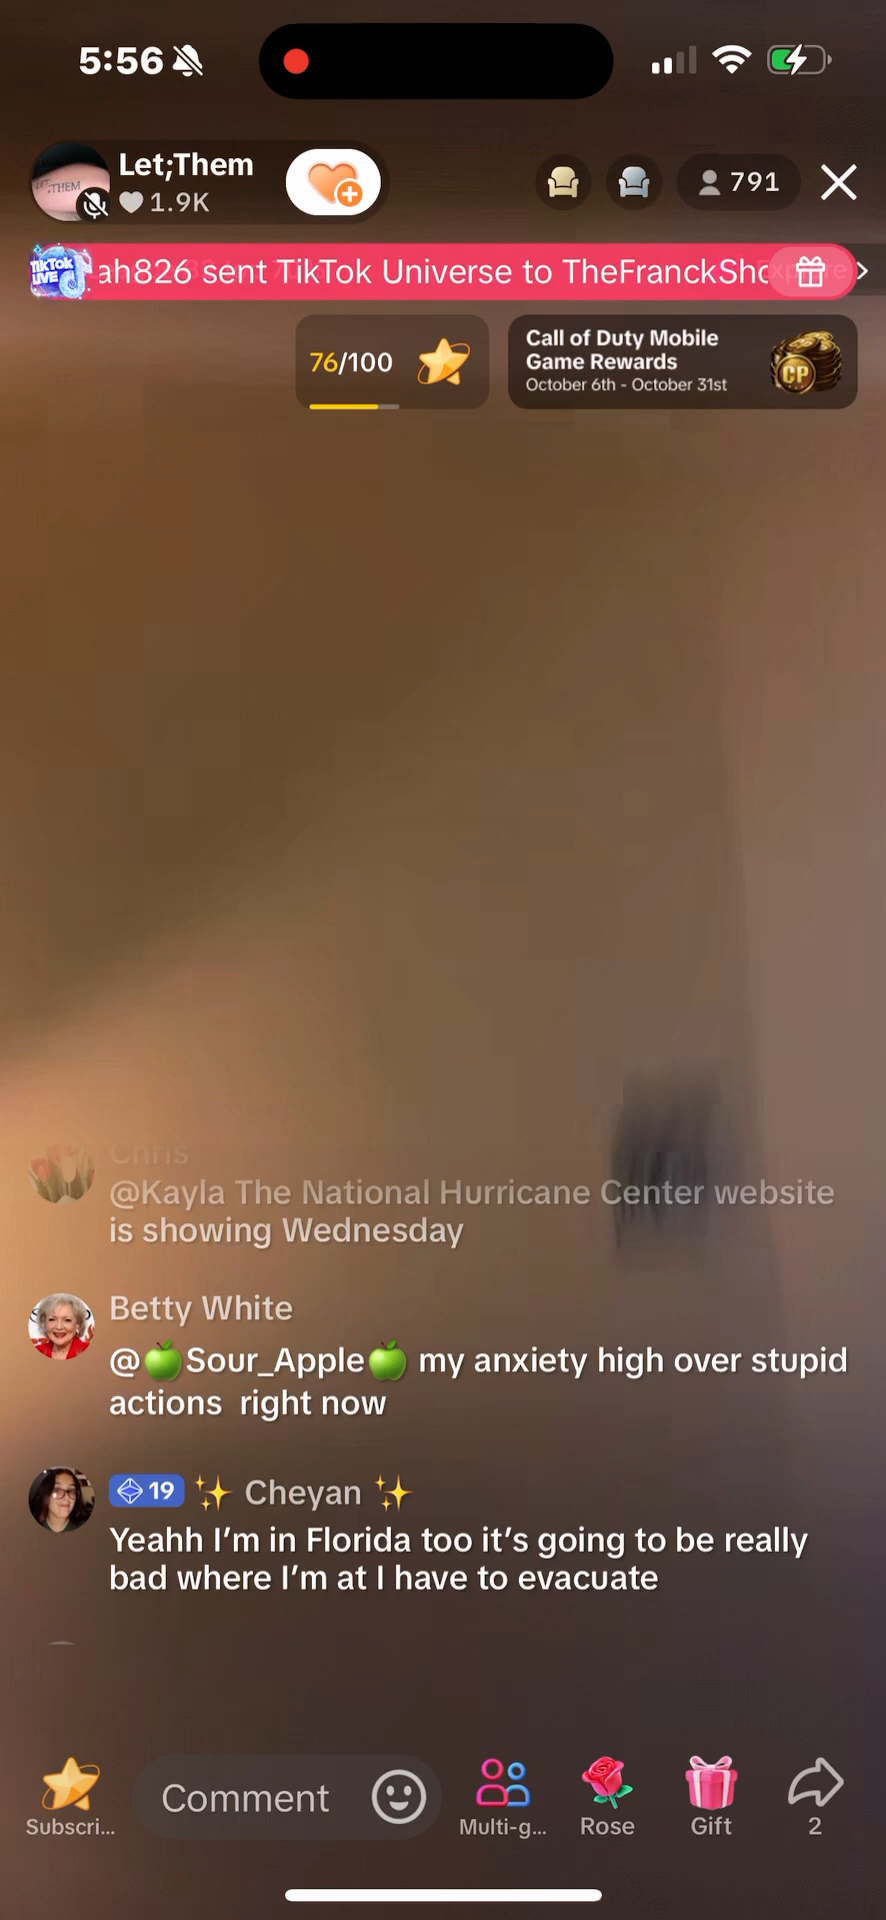 5:56
Let;Them
1.9K
791
TikTok LIVE
ah826 sent TikTok Universe to TheFranckSho
76/100
Call of Duty Mobile
Game Rewards
October 6th - October 31st
CP
Chris
@Kayla The National Hurricane Center website
is showing Wednesday
Betty White
@🍏Sour_Apple🍏 my anxiety high over stupid
actions right now
19 ✨ Cheyan ✨
Yeahh I’m in Florida too it’s going to be really
bad where I’m at I have to evacuate
Comment
Subscri...
Multi-g...
Rose
Gift
2